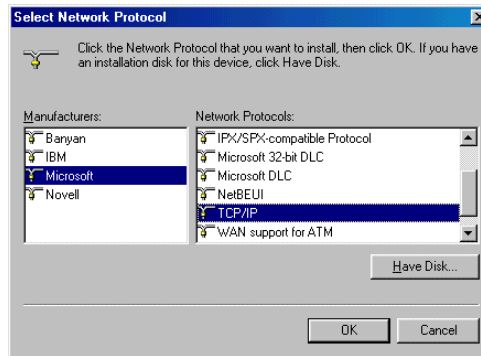 Select Network Protocol
Click the Network Protocol that you want to install, then click OK. If you have
an installation disk for this device, click Have Disk.
Manufacturers:
Banyan
IBM
Microsoft
Novell
Network Protocols:
IPX/SPX-compatible Protocol
Microsoft 32-bit DLC
Microsoft DLC
NetBEUI
TCP/IP
WAN support for ATM
Have Disk...
OK
Cancel